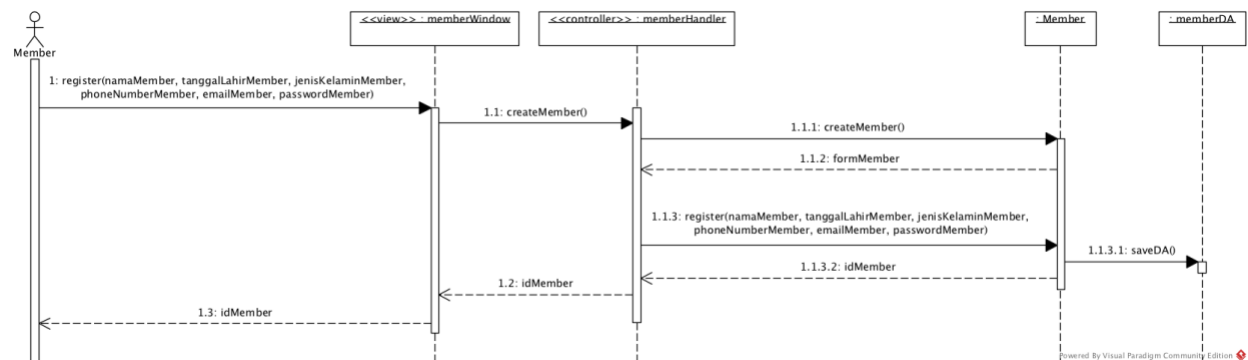 <<view>> : memberWindow
<<controller>> : memberHandler
: Member
: memberDA
Member
1: register(namaMember, tanggalLahirMember, jenisKelaminMember,
phoneNumberMember, emailMember, passwordMember)
1.1: createMember()
1.1.1: createMember()
1.1.2: formMember
1.1.3: register(namaMember, tanggalLahirMember, jenisKelaminMember,
phoneNumberMember, emailMember, passwordMember)
1.1.3.1: saveDA()
1.1.3.2: idMember
1.2: idMember
1.3: idMember
Powered By Visual Paradigm Community Edition